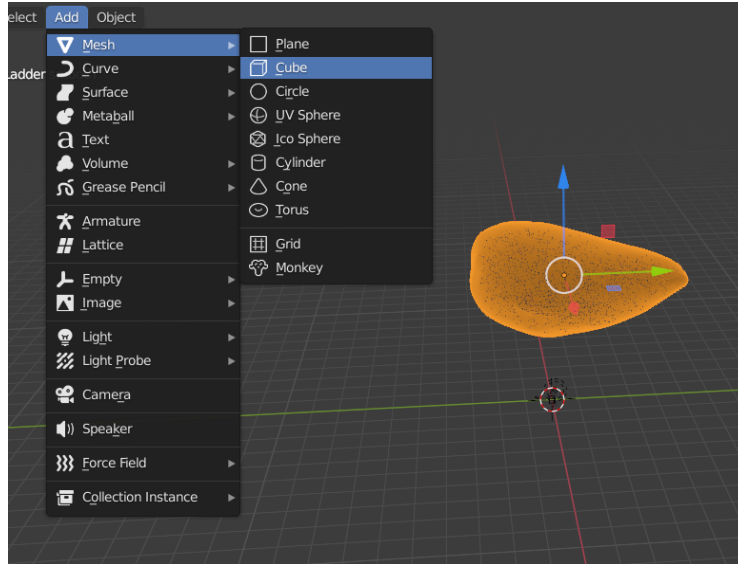 elect Add Object
Mesh
Curve
Surface
Metaball
Text
Volume
Grease Pencil
Armature
Lattice
Empty
Image
Light
Light Probe
Camera
Speaker
Force Field
Collection Instance
Plane
Cube
Circle
UV Sphere
Ico Sphere
Cylinder
Cone
Torus
Grid
Monkey